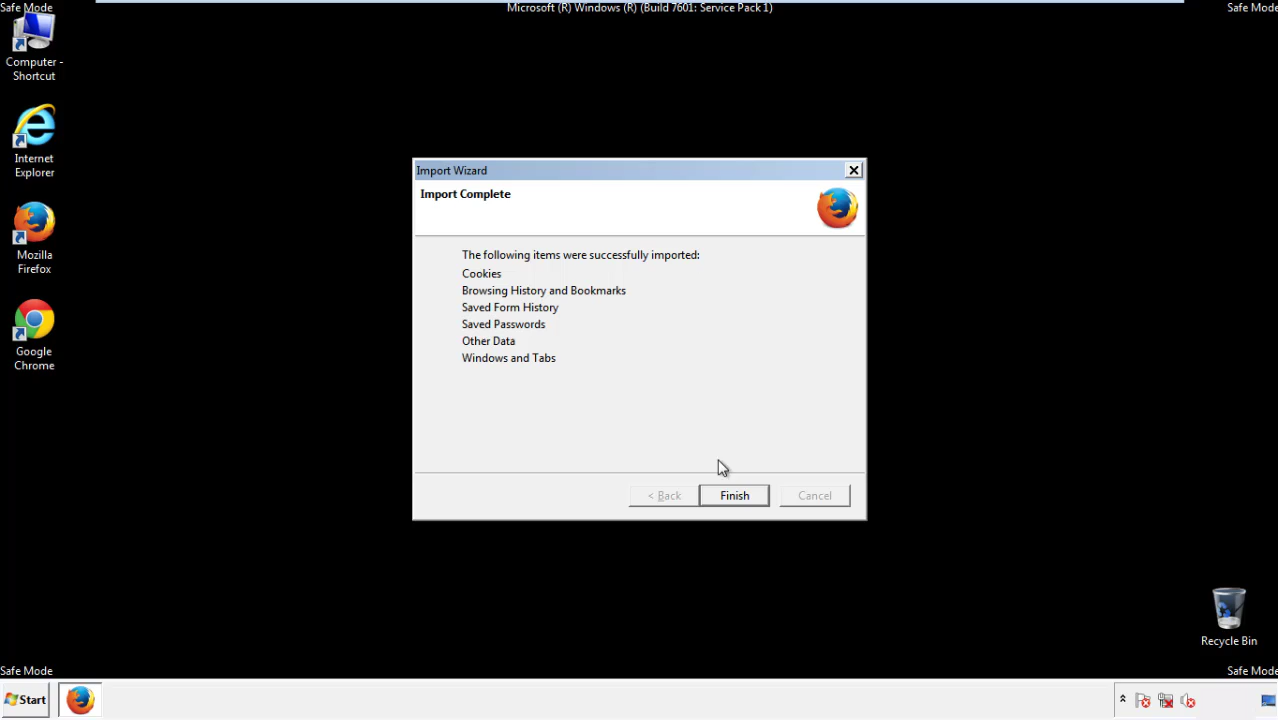 Safe Mode
Microsoft (R) Windows (R) (Build 7601: Service Pack 1)
Safe Mode
Computer -
Shortcut
Internet
Explorer
Mozilla
Firefox
Google
Chrome
Import Wizard
Import Complete
The following items were successfully imported:
Cookies
Browsing History and Bookmarks
Saved Form History
Saved Passwords
Other Data
Windows and Tabs
< Back
Finish
Cancel
Recycle Bin
Safe Mode
Safe Mode
Start